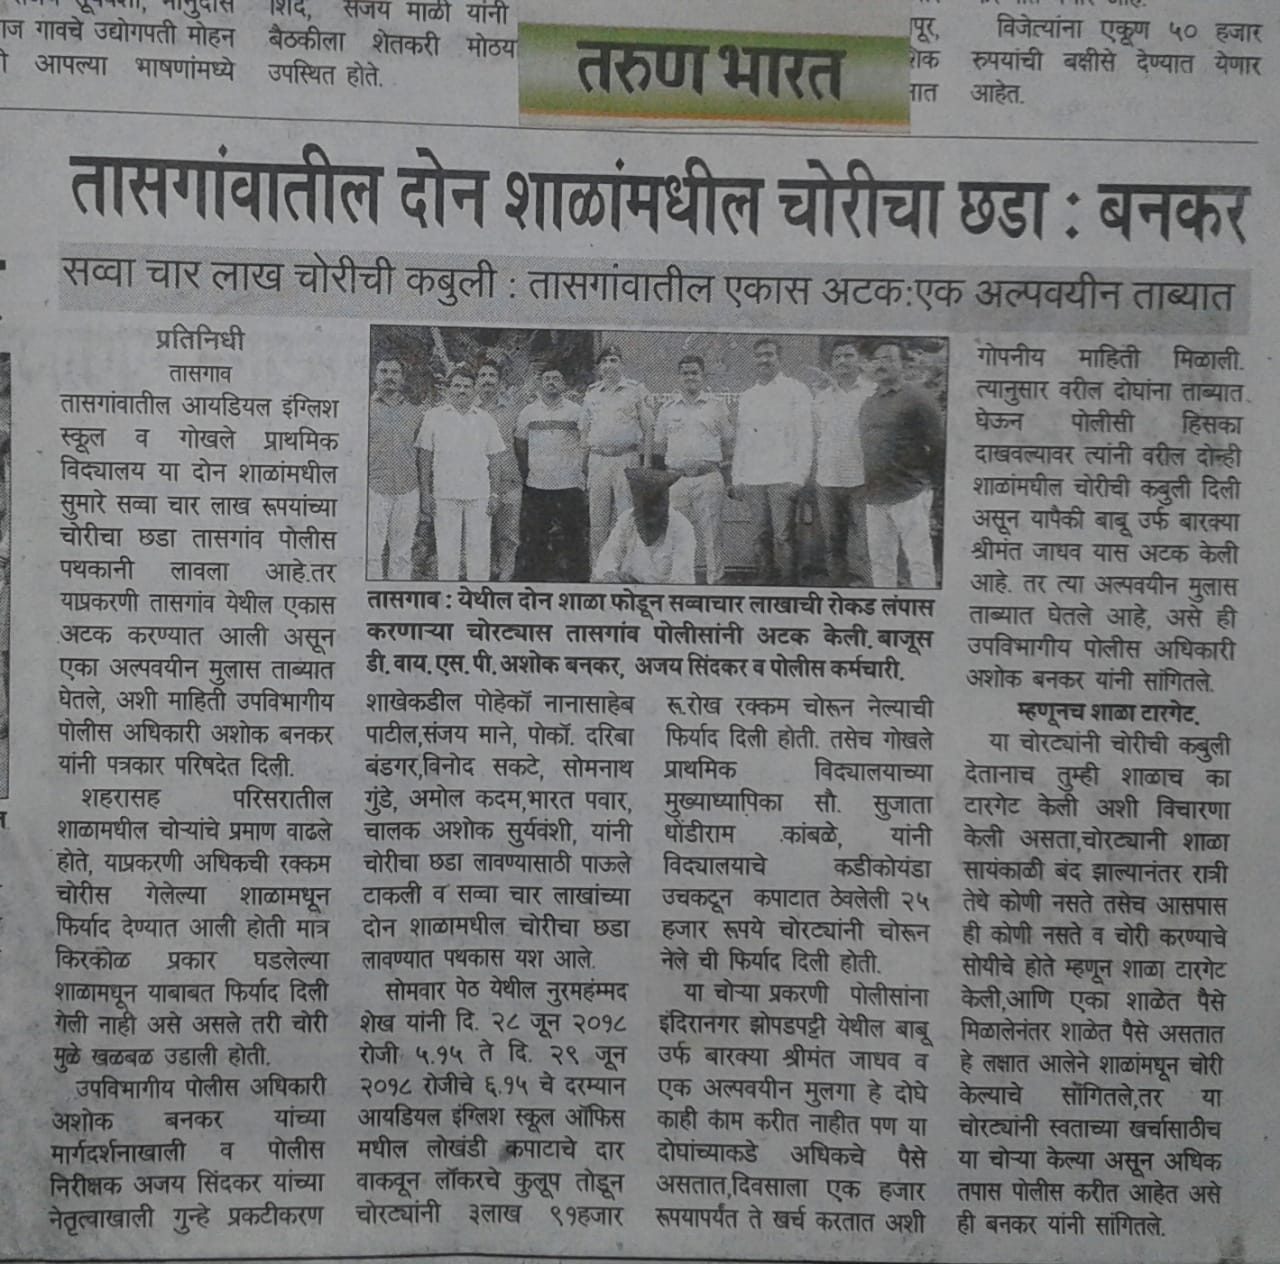 शिंदे, संजय माळी यांनी
ाज गावचे उद्योगपती मोहन
बैठकीला शेतकरी मोठय
आपल्या भाषणांमध्ये
उपस्थित होते.
तरुण भारत
पूर,
विजेत्यांना एकूण ५० हजार
रुपयांची बक्षीसे देण्यात येणार
आहेत.
तासगांवातील दोन शाळांमधील चोरीचा छडा : बनकर
सव्वा चार लाख चोरीची कबुली : तासगांवातील एकास अटक:एक अल्पवयीन ताब्यात
प्रतिनिधी
तासगाव
तासगांवातील आयडियल इंग्लिश
स्कूल व गोखले प्राथमिक
विद्यालय या दोन शाळांमधील
सुमारे सव्वा चार लाख रूपयांच्या
चोरीचा छडा तासगांव पोलीस
पथकानी लावला आहे.तर
याप्रकरणी तासगांव येथील एकास
अटक करण्यात आली असून
एका अल्पवयीन मुलास ताब्यात
घेतले, अशी माहिती उपविभागीय
पोलीस अधिकारी अशोक बनकर
यांनी पत्रकार परिषदेत दिली.
शहरासह परिसरातील
शाळामधील चोऱ्यांचे प्रमाण वाढले
होते, याप्रकरणी अधिकची रक्कम
चोरीस गेलेल्या शाळामधून
फिर्याद देण्यात आली होती मात्र
किरकोळ प्रकार घडलेल्या
शाळामधून याबाबत फिर्याद दिली
गेली नाही असे असले तरी चोरी
मुळे खळबळ उडाली होती.
उपविभागीय पोलीस अधिकारी
अशोक बनकर यांच्या
मार्गदर्शनाखाली व पोलीस
निरीक्षक अजय सिंदकर यांच्या
नेतृत्वाखाली गुन्हे प्रकटीकरण
तासगाव : येथील दोन शाळा फोडून सव्वाचार लाखाची रोकड लंपास
करणाऱ्या चोरट्यास तासगांव पोलीसांनी अटक केली. बाजूस
डी. वाय. एस. पी. अशोक बनकर, अजय सिंदकर व पोलीस कर्मचारी.
शाखेकडील पोहेकॉ नानासाहेब
पाटील,संजय माने, पोकॉ. दरिबा
बंडगर,विनोद सकटे, सोमनाथ
गुंडे, अमोल कदम,भारत पवार,
चालक अशोक सुर्यवंशी, यांनी
चोरीचा छडा लावण्यासाठी पाऊले
टाकली व सव्वा चार लाखांच्या
दोन शाळामधील चोरीचा छडा
लावण्यात पथकास यश आले.
सोमवार पेठ येथील नुरमहंम्मद
शेख यांनी दि. २८ जून २०१८
रोजी ५.१५ ते दि. २९ जून
२०१८ रोजीचे ६.१५ चे दरम्यान
आयडियल इंग्लिश स्कूल ऑफिस
मधील लोखंडी कपाटाचे दार
वाकवून लॉकरचे कुलूप तोडून
चोरट्यांनी ३लाख ९१हजार
रू.रोख रक्कम चोरून नेल्याची
फिर्याद दिली होती. तसेच गोखले
प्राथमिक विद्यालयाच्या
मुख्याध्यापिका सौ. सुजाता
धोंडीराम कांबळे, यांनी
विद्यालयाचे कडीकोयंडा
उचकटून कपाटात ठेवलेली २५
हजार रूपये चोरट्यांनी चोरून
नेले ची फिर्याद दिली होती.
या चोऱ्या प्रकरणी पोलीसांना
इंदिरानगर झोपडपट्टी येथील बाबू
उर्फ बारक्या श्रीमंत जाधव व
एक अल्पवयीन मुलगा हे दोघे
काही काम करीत नाहीत पण या
दोघांच्याकडे अधिकचे पैसे
असतात,दिवसाला एक हजार
रूपयापर्यंत ते खर्च करतात अशी
गोपनीय माहिती मिळाली.
त्यानुसार वरील दोघांना ताब्यात
घेऊन पोलीसी हिसका
दाखवल्यावर त्यांनी वरील दोन्ही
शाळांमधील चोरीची कबुली दिली
असून यापैकी बाबू उर्फ बारक्या
श्रीमंत जाधव यास अटक केली
आहे. तर त्या अल्पवयीन मुलास
ताब्यात घेतले आहे, असे ही
उपविभागीय पोलीस अधिकारी
अशोक बनकर यांनी सांगितले.
म्हणूनच शाळा टारगेट.
या चोरट्यांनी चोरीची कबुली
देतानाच तुम्ही शाळाच का
टारगेट केली अशी विचारणा
केली असता,चोरट्यानी शाळा
सायंकाळी बंद झाल्यानंतर रात्री
तेथे कोणी नसते तसेच आसपास
ही कोणी नसते व चोरी करण्याचे
सोयीचे होते म्हणून शाळा टारगेट
केली,आणि एका शाळेत पैसे
मिळालेनंतर शाळेत पैसे असतात
हे लक्षात आलेने शाळांमधून चोरी
केल्याचे सांगितले,तर या
चोरट्यांनी स्वताच्या खर्चासाठीच
या चोऱ्या केल्या असून अधिक
तपास पोलीस करीत आहेत असे
ही बनकर यांनी सांगितले.